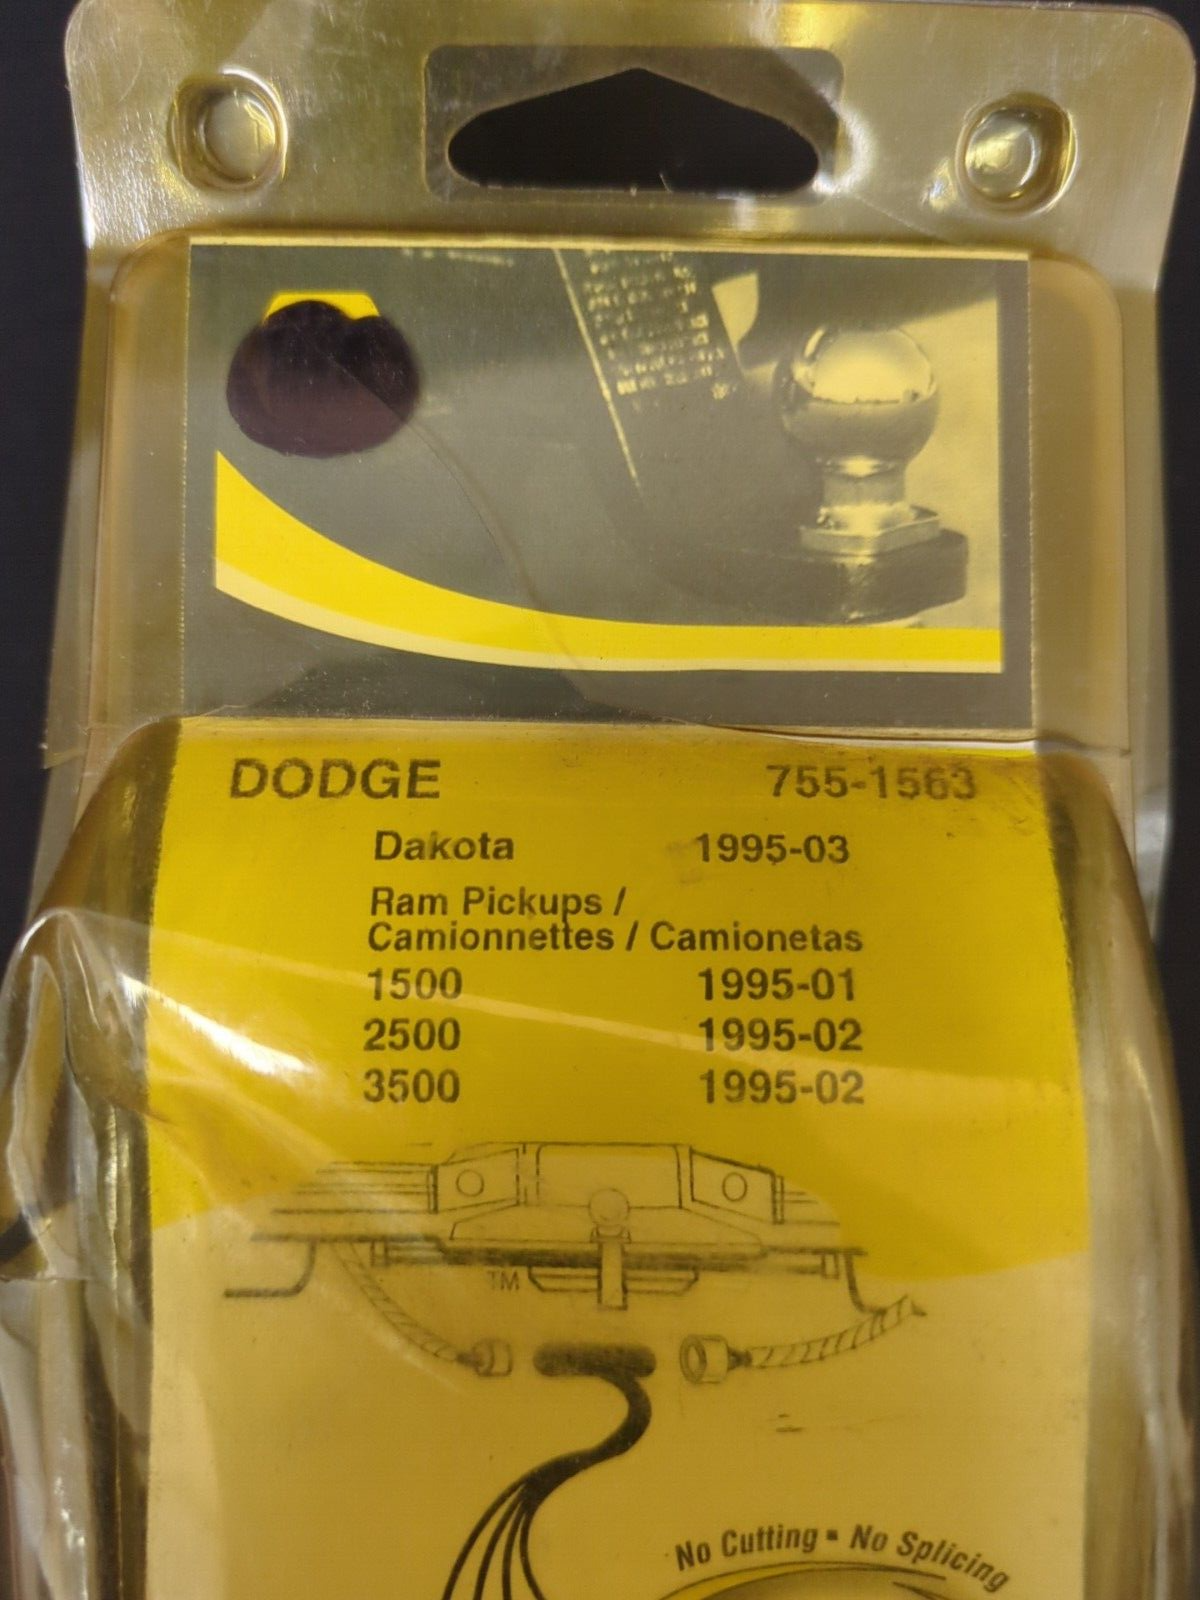 DODGE 755-1563
Dakota 1995-03
Ram Pickups /
Camionnettes / Camionetas
1500 1995-01
2500 1995-02
3500 1995-02
TM
No Cutting ▪ No Splicing